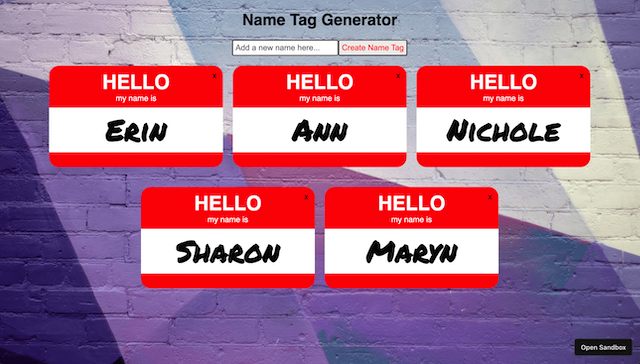 Name Tag Generator
Add a new name here... Create Name Tag
x x x
HELLO HELLO HELLO
my name is my name is my name is
Erin Ann Nichole
x x
HELLO HELLO
my name is my name is
Sharon Maryn
Open Sandbox